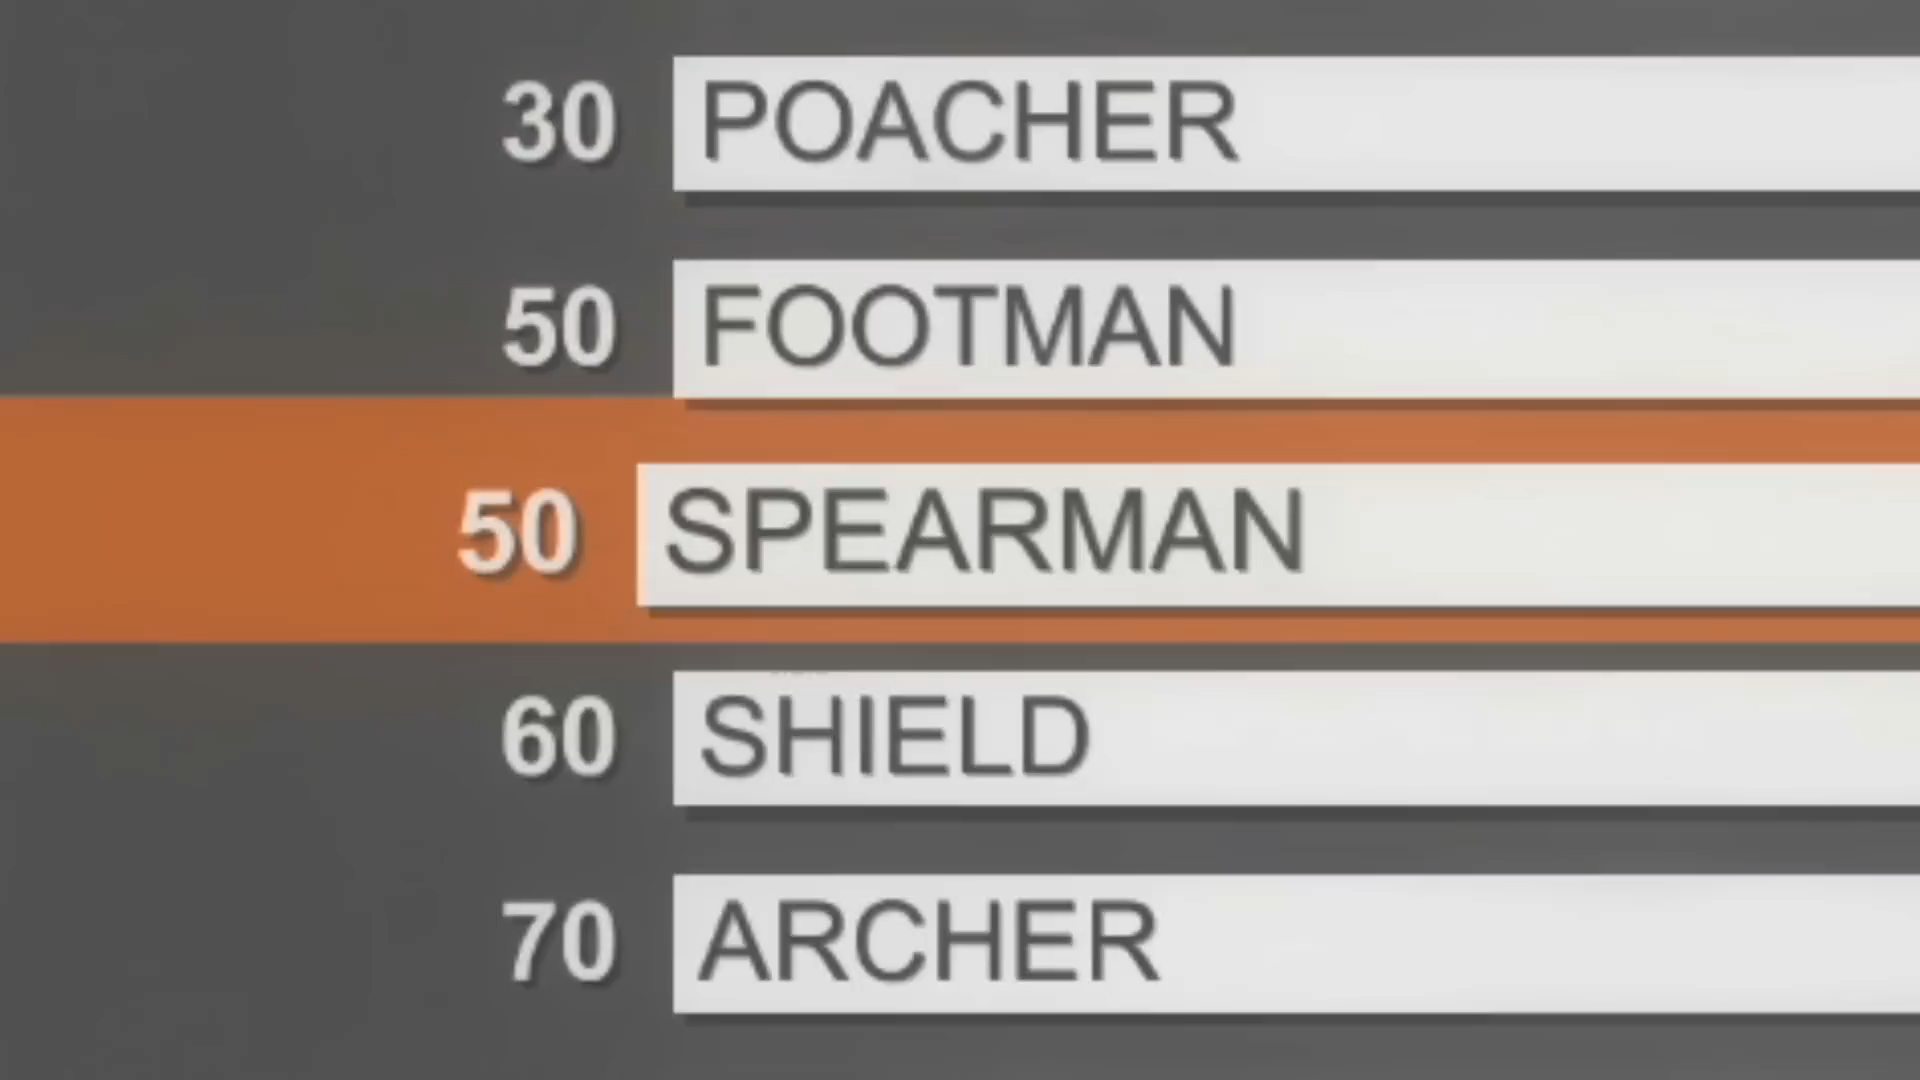 30 POACHER
50 FOOTMAN
50 SPEARMAN
60 SHIELD
70 ARCHER